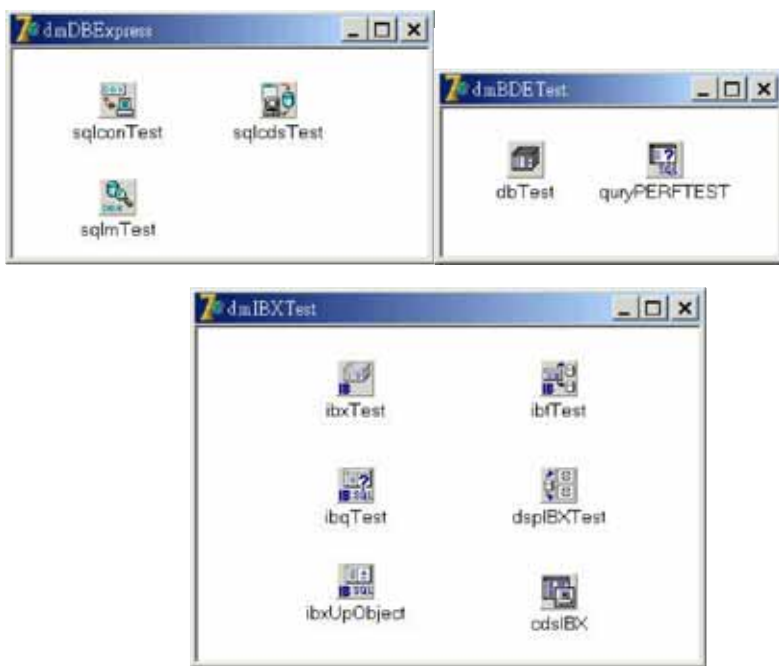 dmDBExpress
sqlconTest
sqlcdsTest
sqlmTest
dmBDETest
dbTest
quryPERFTEST
dmIBXTest
ibxTest
ibtTest
ibqTest
dspIBXTest
ibxUpObject
cdsIBX